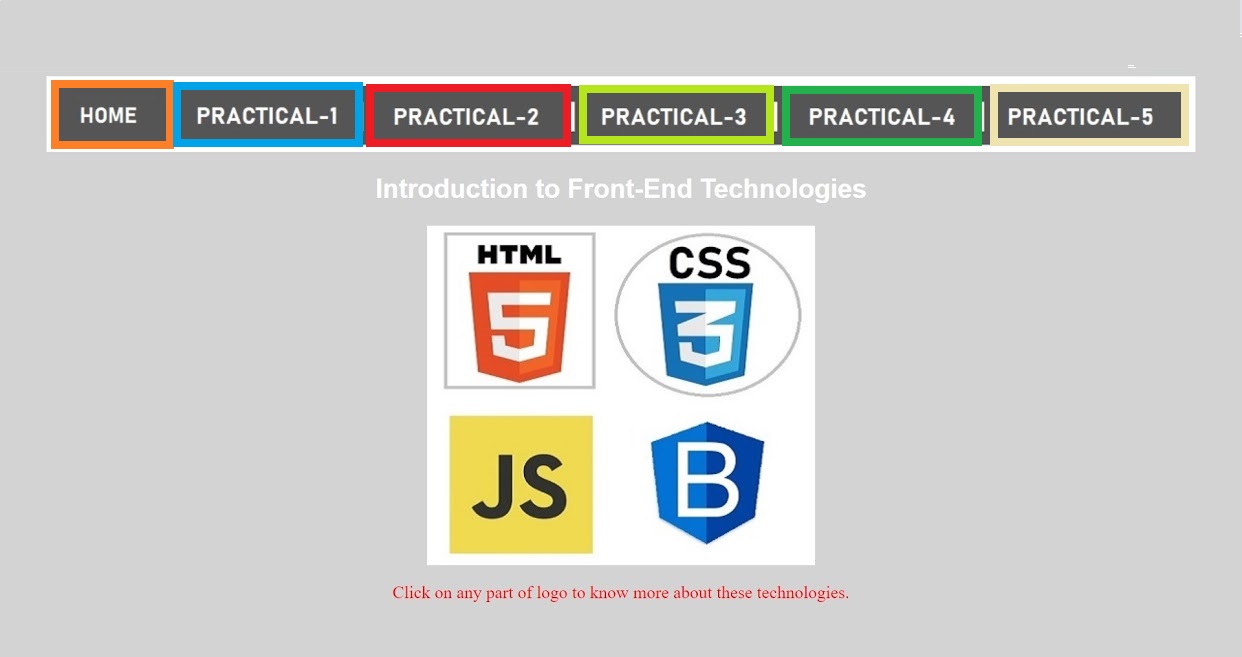 HOME PRACTICAL-1 PRACTICAL-2 PRACTICAL-3 PRACTICAL-4 PRACTICAL-5
Introduction to Front-End Technologies
HTML CSS
5 3
JS B
Click on any part of logo to know more about these technologies.